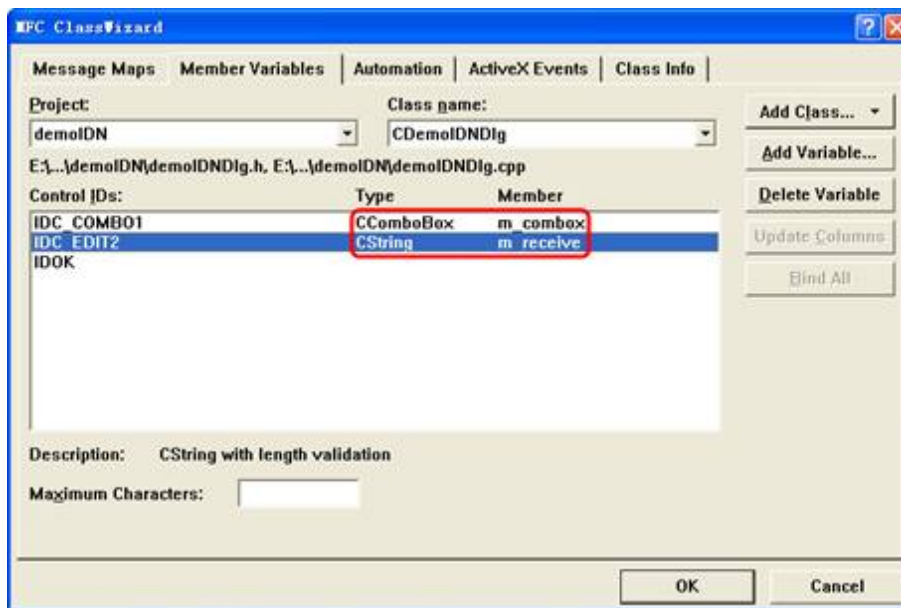 MFC ClassWizard
Message Maps Member Variables Automation ActiveX Events Class Info
Project: Class name:
demoIDN CDemoIDNDlg
E:\...\demoIDN\demoIDNDlg.h, E:\...\demoIDN\demoIDNDlg.cpp
Control IDs: Type Member
IDC_COMBO1 CComboBox m_combox
IDC_EDIT2 CString m_receive
IDOK
Add Class...
Add Variable...
Delete Variable
Update Columns
Bind All
Description: CString with length validation
Maximum Characters:
OK Cancel